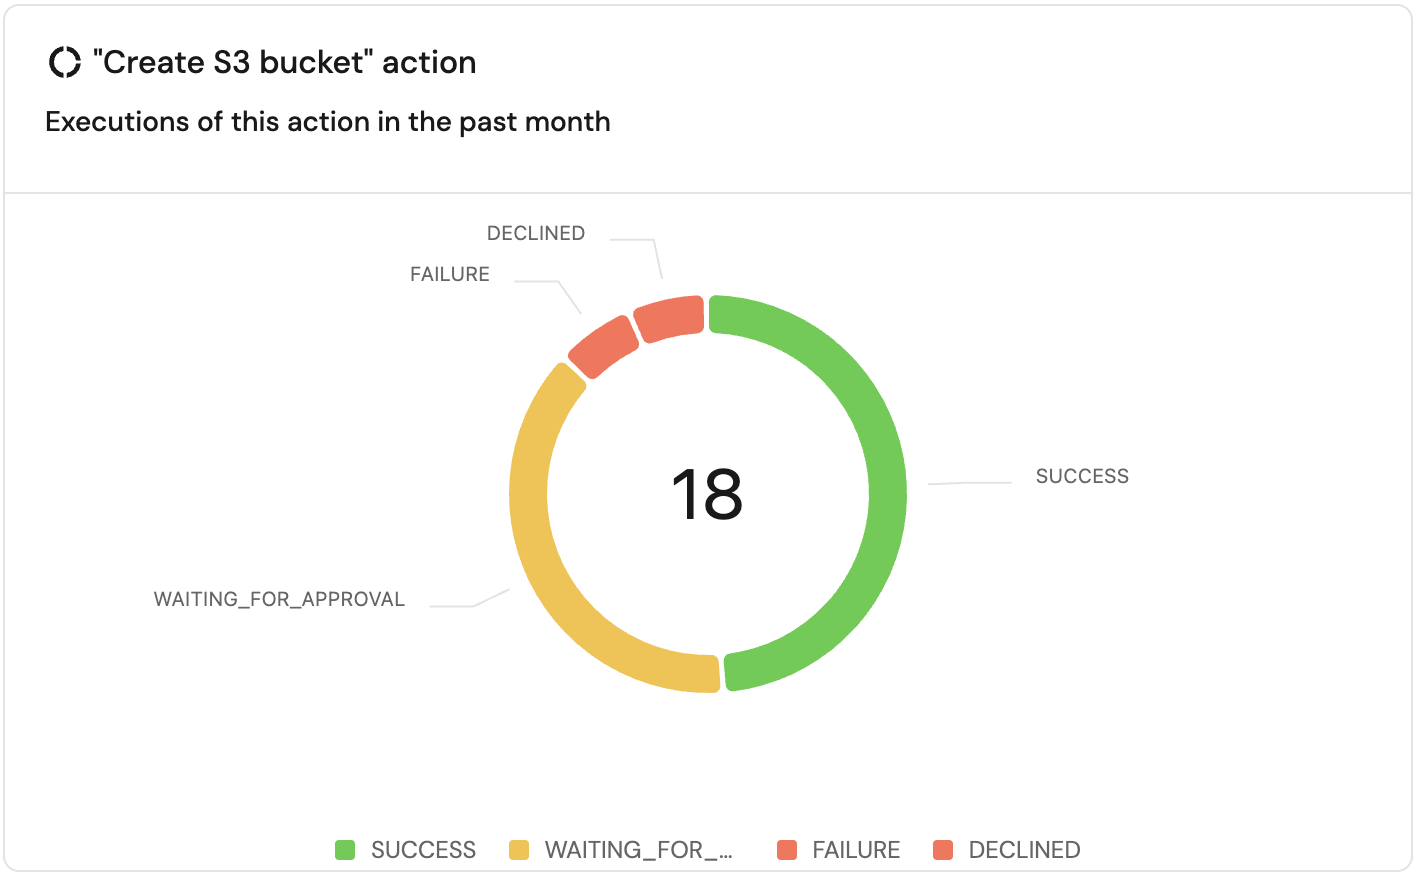 "Create S3 bucket" action
Executions of this action in the past month
DECLINED
FAILURE
18
SUCCESS
WAITING_FOR_APPROVAL
SUCCESS WAITING_FOR_... FAILURE DECLINED